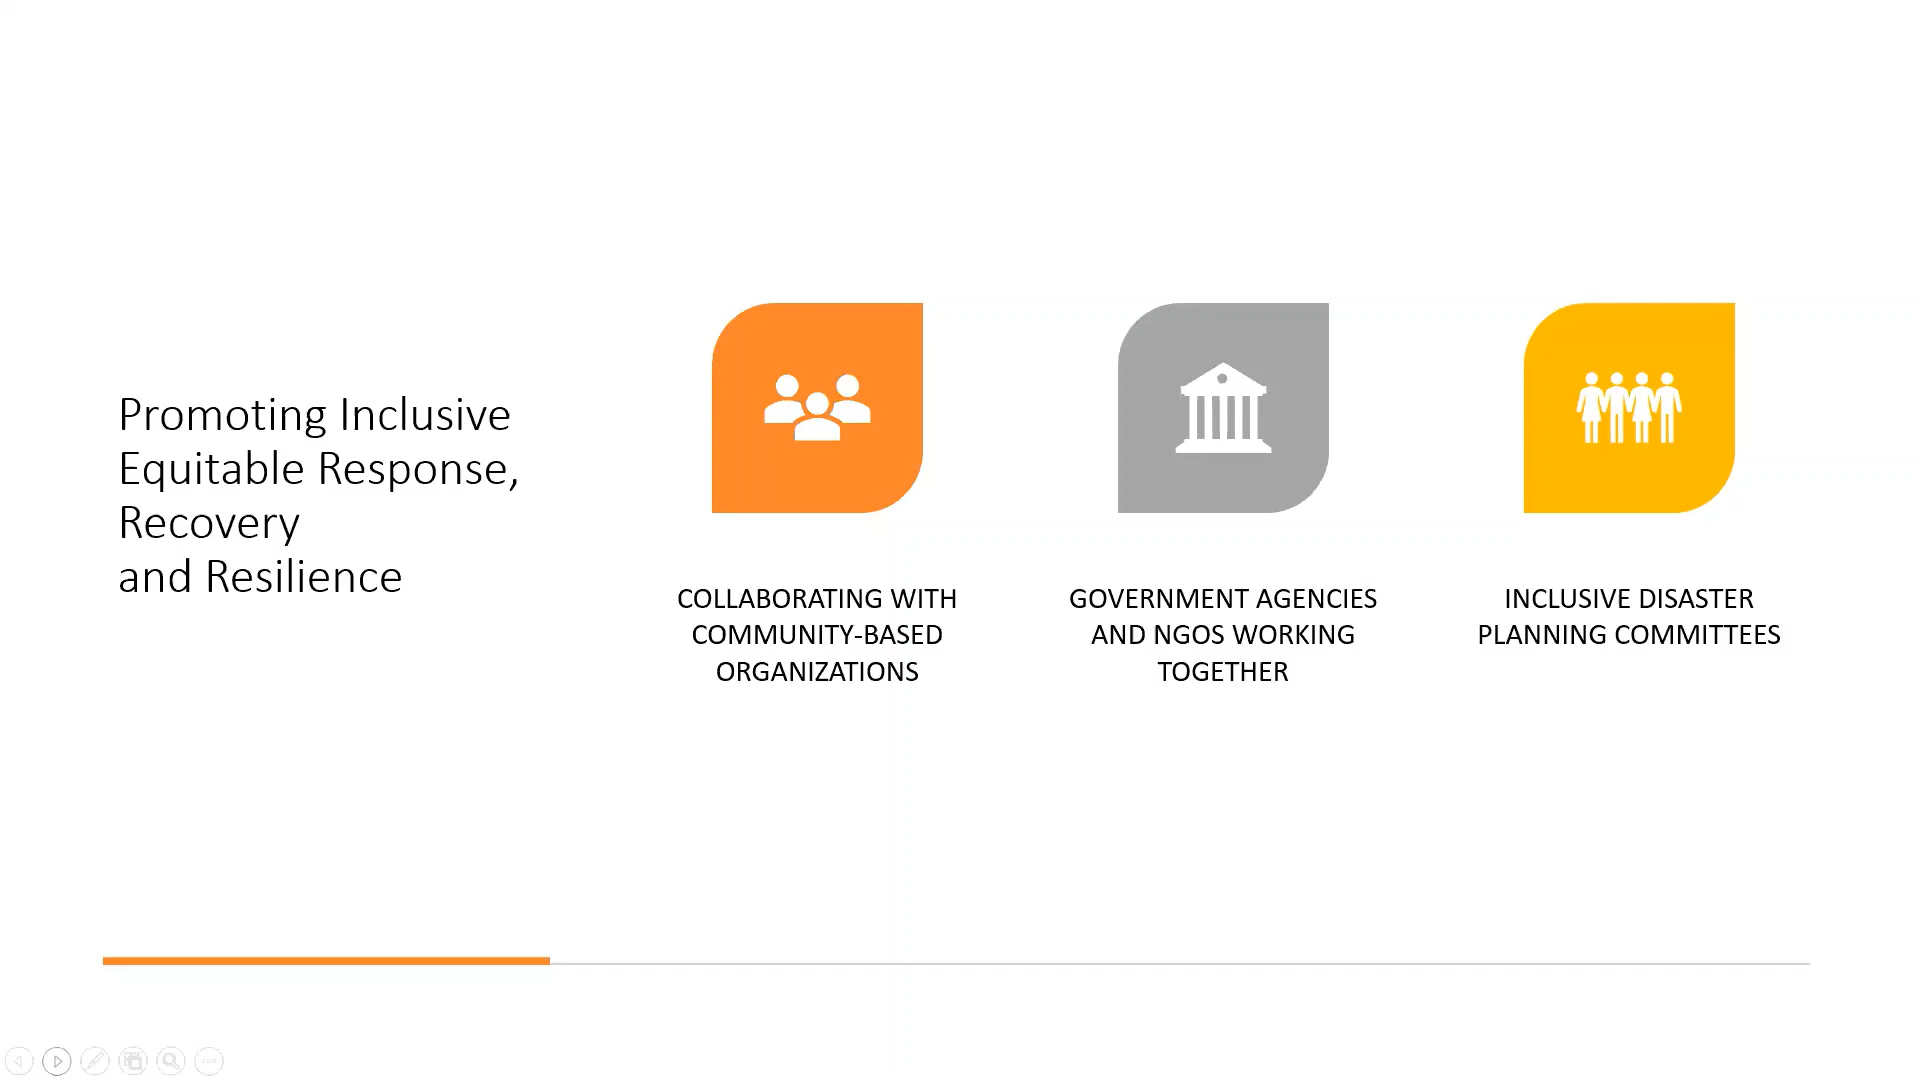 Promoting Inclusive
Equitable Response,
Recovery
and Resilience
COLLABORATING WITH
COMMUNITY-BASED
ORGANIZATIONS
GOVERNMENT AGENCIES
AND NGOS WORKING
TOGETHER
INCLUSIVE DISASTER
PLANNING COMMITTEES